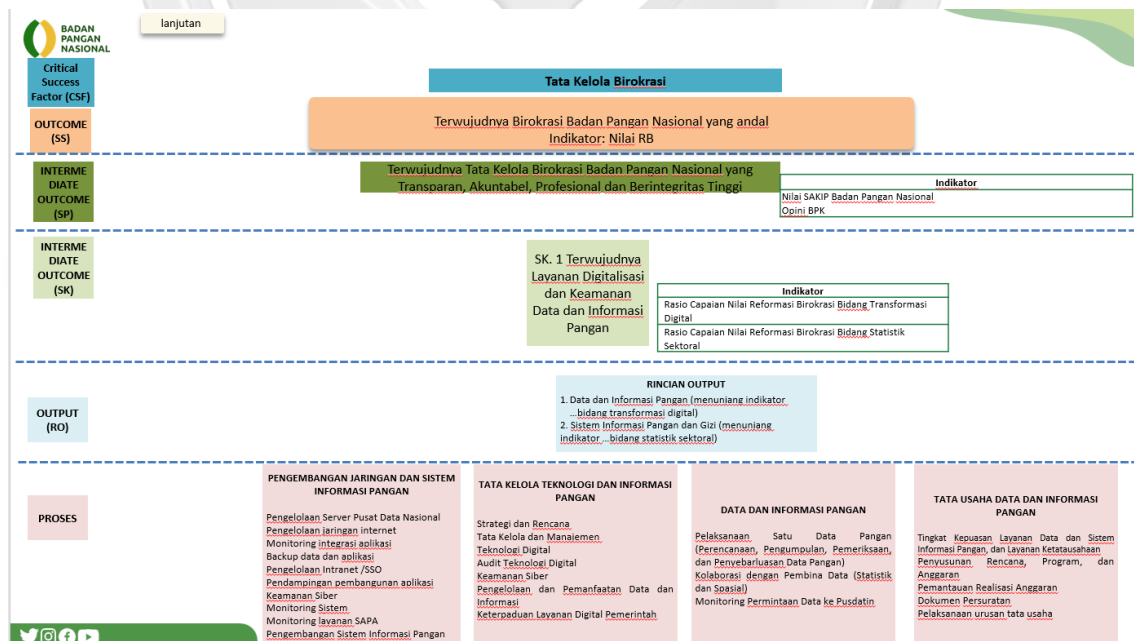 lanjutan
BADAN
PANGAN
NASIONAL
Critical
Success
Factor (CSF)
Tata Kelola Birokrasi
OUTCOME
(SS)
Terwujudnya Birokrasi Badan Pangan Nasional yang andal
Indikator: Nilai RB
INTERME
DIATE
OUTCOME
(SP)
Terwujudnya Tata Kelola Birokrasi Badan Pangan Nasional yang
Transparan, Akuntabel, Profesional dan Berintegritas Tinggi
Indikator
Nilai SAKIP Badan Pangan Nasional
Opini BPK
INTERME
DIATE
OUTCOME
(SK)
SK. 1 Terwujudnya
Layanan Digitalisasi
dan Keamanan
Data dan Informasi
Pangan
Indikator
Rasio Capaian Nilai Reformasi Birokrasi Bidang Transformasi
Digital
Rasio Capaian Nilai Reformasi Birokrasi Bidang Statistik
Sektoral
OUTPUT
(RO)
RINCIAN OUTPUT
1. Data dan Informasi Pangan (menunjang indikator
...bidang transformasi digital)
2. Sistem Informasi Pangan dan Gizi (menunjang
indikator ...bidang statistik sektoral)
PROSES
PENGEMBANGAN JARINGAN DAN SISTEM
INFORMASI PANGAN
Pengelolaan Server Pusat Data Nasional
Pengelolaan jaringan internet
Monitoring integrasi aplikasi
Backup data dan aplikasi
Pengelolaan Intranet /SSO
Pendampingan pembangunan aplikasi
Keamanan Siber
Monitoring Sistem
Monitoring layanan SAPA
Pengembangan Sistem Informasi Pangan
TATA KELOLA TEKNOLOGI DAN INFORMASI
PANGAN
Strategi dan Rencana
Tata Kelola dan Manajemen
Teknologi Digital
Audit Teknologi Digital
Keamanan Siber
Pengelolaan dan Pemanfaatan Data dan
Informasi
Keterpaduan Layanan Digital Pemerintah
DATA DAN INFORMASI PANGAN
Pelaksanaan Satu Data Pangan
(Perencanaan, Pengumpulan, Pemeriksaan,
dan Penyebarluasan Data Pangan)
Kolaborasi dengan Pembina Data (Statistik
dan Spasial)
Monitoring Permintaan Data ke Pusdatin
TATA USAHA DATA DAN INFORMASI
PANGAN
Tingkat Kepuasan Layanan Data dan Sistem
Informasi Pangan, dan Layanan Ketatausahaan
Penyusunan Rencana, Program, dan
Anggaran
Pemantauan Realisasi Anggaran
Dokumen Persuratan
Pelaksanaan urusan tata usaha